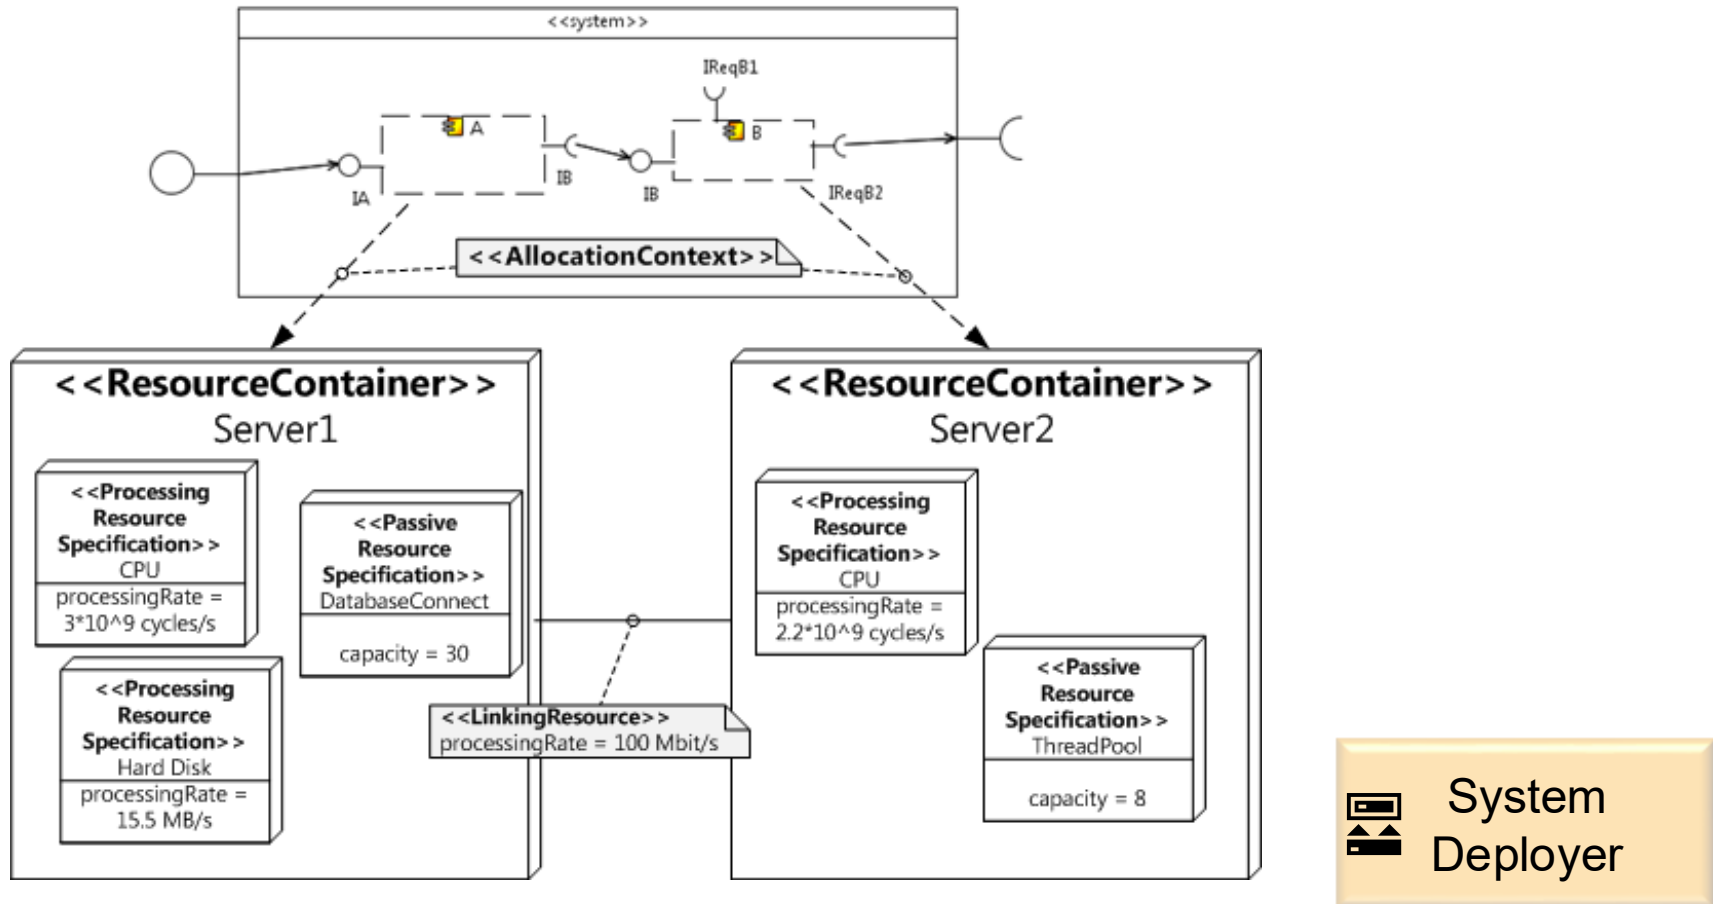 <<system>>
IReqB1
A
B
IA
IB
IB
IReqB2
<<AllocationContext>>
<<ResourceContainer>>
Server1
<<Processing
Resource
Specification>>
CPU
processingRate =
3*10^9 cycles/s
<<Passive
Resource
Specification>>
DatabaseConnect
capacity = 30
<<Processing
Resource
Specification>>
Hard Disk
processingRate =
15.5 MB/s
<<LinkingResource>>
processingRate = 100 Mbit/s
<<ResourceContainer>>
Server2
<<Processing
Resource
Specification>>
CPU
processingRate =
2.2*10^9 cycles/s
<<Passive
Resource
Specification>>
ThreadPool
capacity = 8
System
Deployer